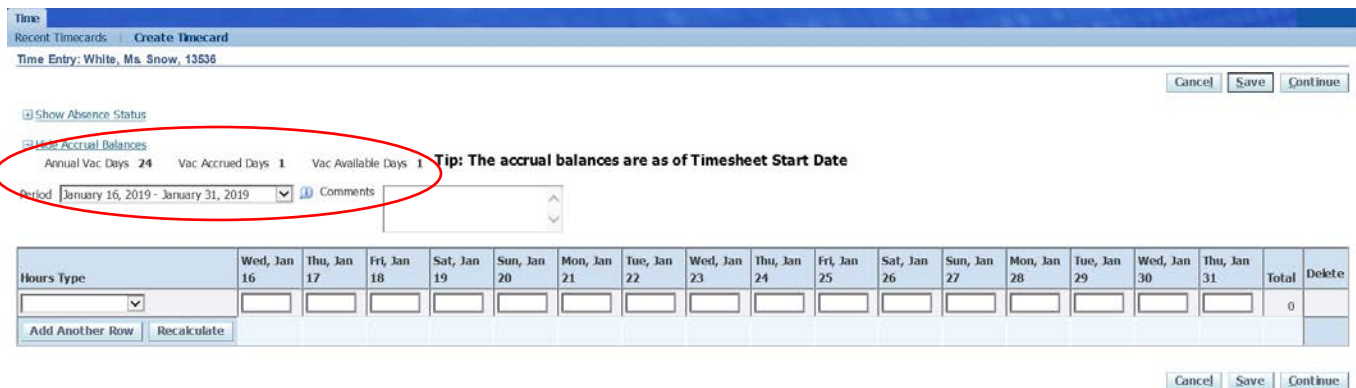 Time
Recent Timecards | Create Timecard
Time Entry: White, Ms. Snow, 13536
Cancel Save Continue
Show Absence Status
Hide Accrual Balances
Annual Vac Days 24 Vac Accrued Days 1 Vac Available Days 1 Tip: The accrual balances are as of Timesheet Start Date
Period January 16, 2019 - January 31, 2019 Comments
Hours Type Wed, Jan 16 Thu, Jan 17 Fri, Jan 18 Sat, Jan 19 Sun, Jan 20 Mon, Jan 21 Tue, Jan 22 Wed, Jan 23 Thu, Jan 24 Fri, Jan 25 Sat, Jan 26 Sun, Jan 27 Mon, Jan 28 Tue, Jan 29 Wed, Jan 30 Thu, Jan 31 Total Delete
0
Add Another Row Recalculate
Cancel Save Continue